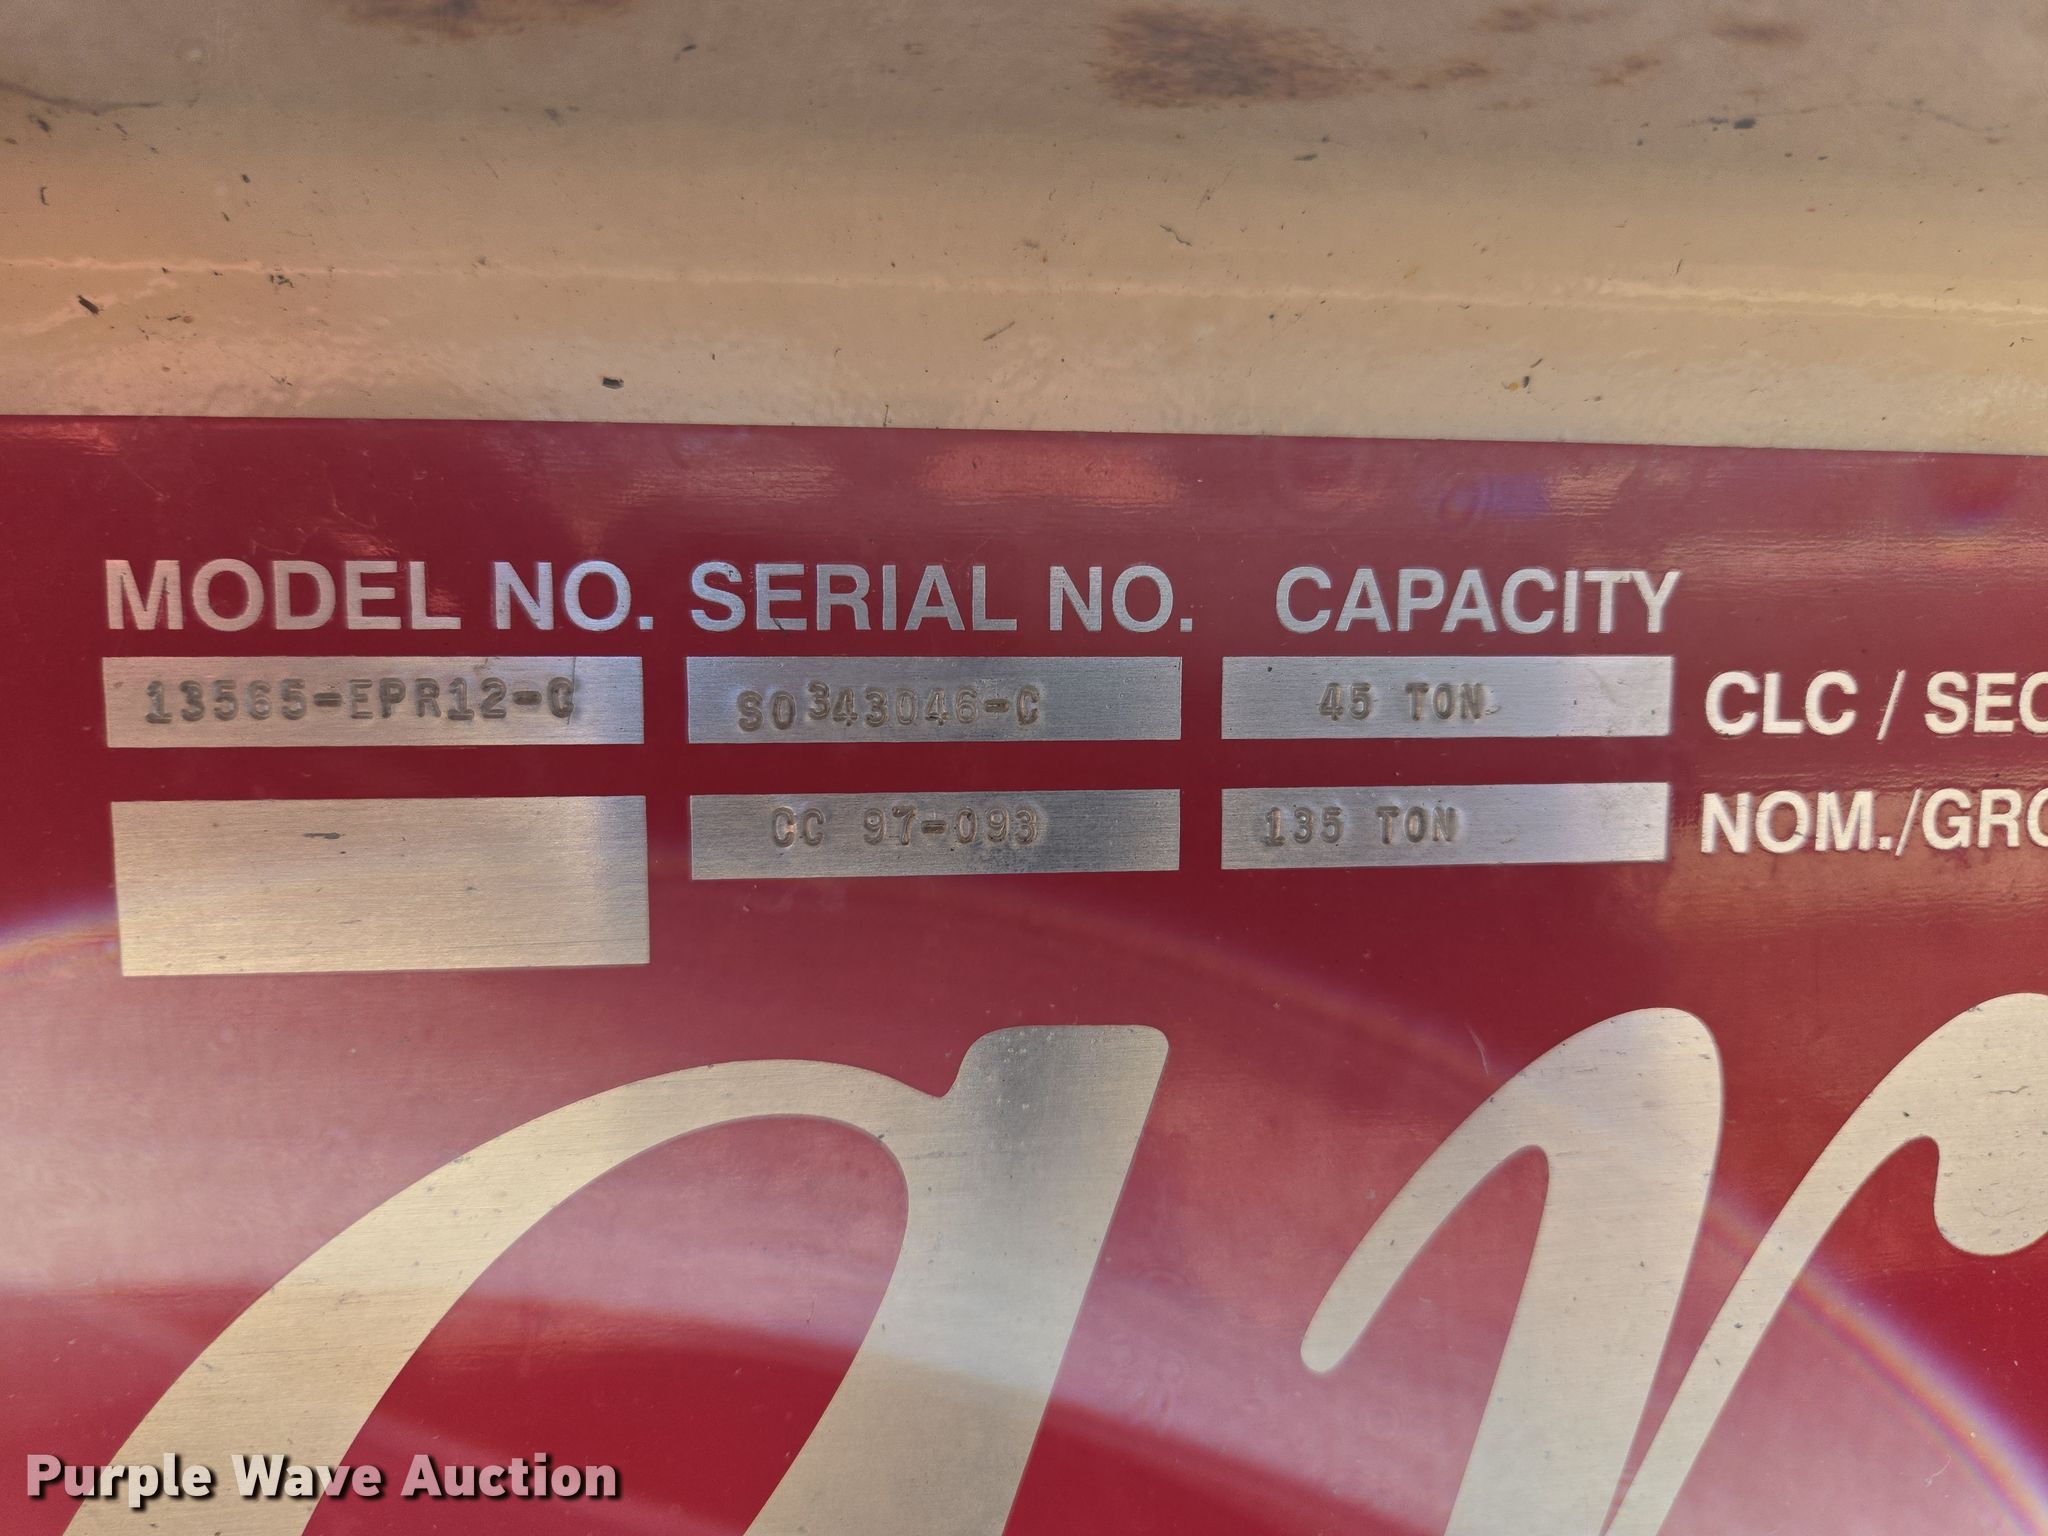 MODEL NO. SERIAL NO. CAPACITY
13565-EPR12-C SO343046-C 45 TON CLC / SEC
CC 97-093 135 TON NOM./GRO
Purple Wave Auction